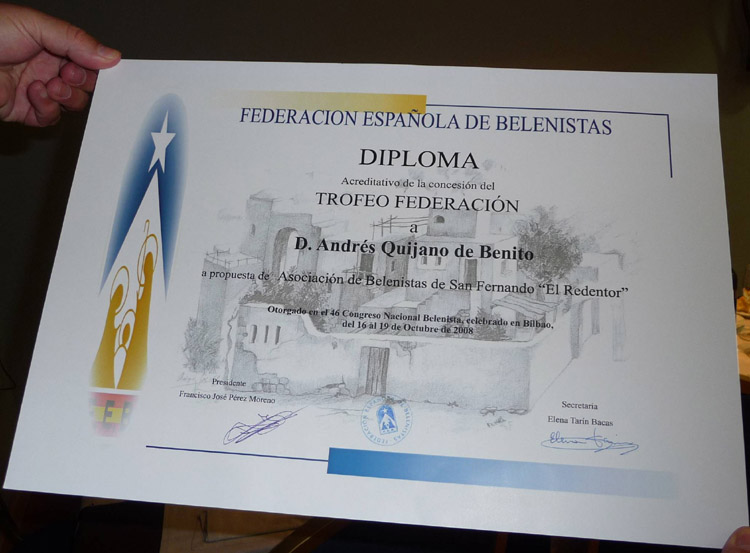 FEDERACION ESPAÑOLA DE BELENISTAS
DIPLOMA
Acreditativo de la concesión del
TROFEO FEDERACIÓN
a
D. Andrés Quijano de Benito
a propuesta de Asociación de Belenistas de San Fernando “El Redentor”
Otorgado en el 46 Congreso Nacional Belenista, celebrado en Bilbao,
del 16 al 19 de Octubre de 2008
Presidente
Francisco José Pérez Moreno
Secretaria
Elena Tarín Bacas